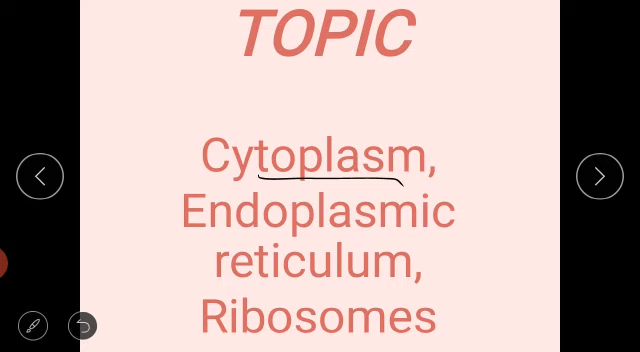 TOPIC
Cytoplasm,
Endoplasmic
reticulum,
Ribosomes